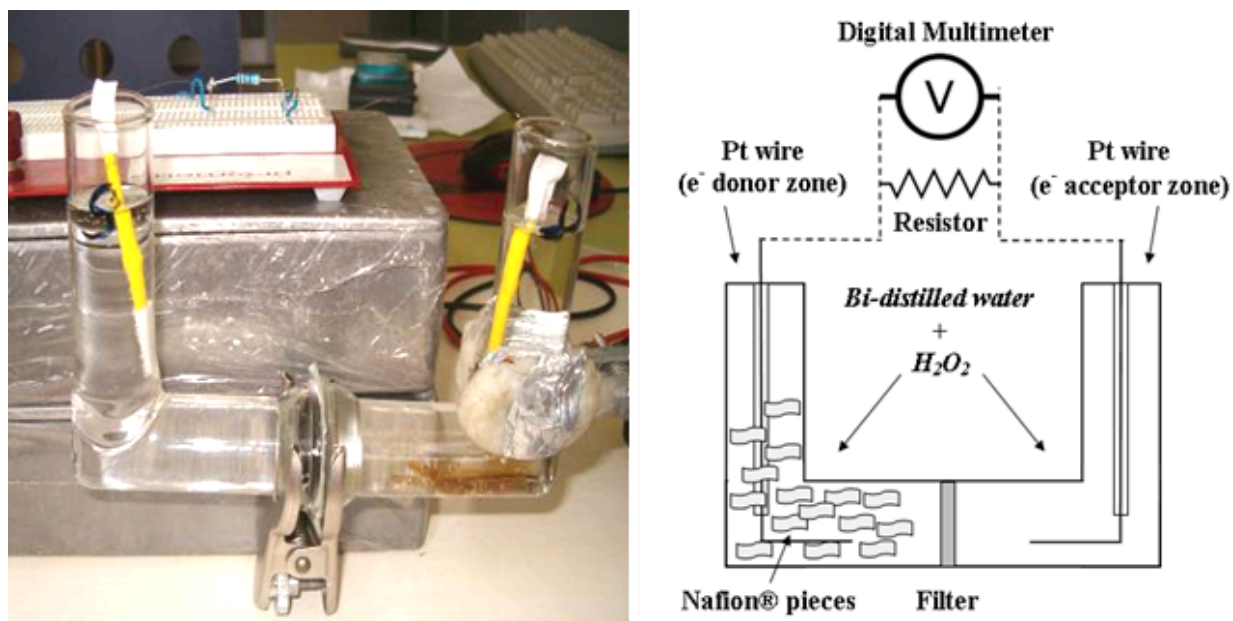 Digital Multimeter
V
Pt wire
(e⁻ donor zone)
Pt wire
(e⁻ acceptor zone)
Resistor
Bi-distilled water
+
H₂O₂
Nafion® pieces
Filter